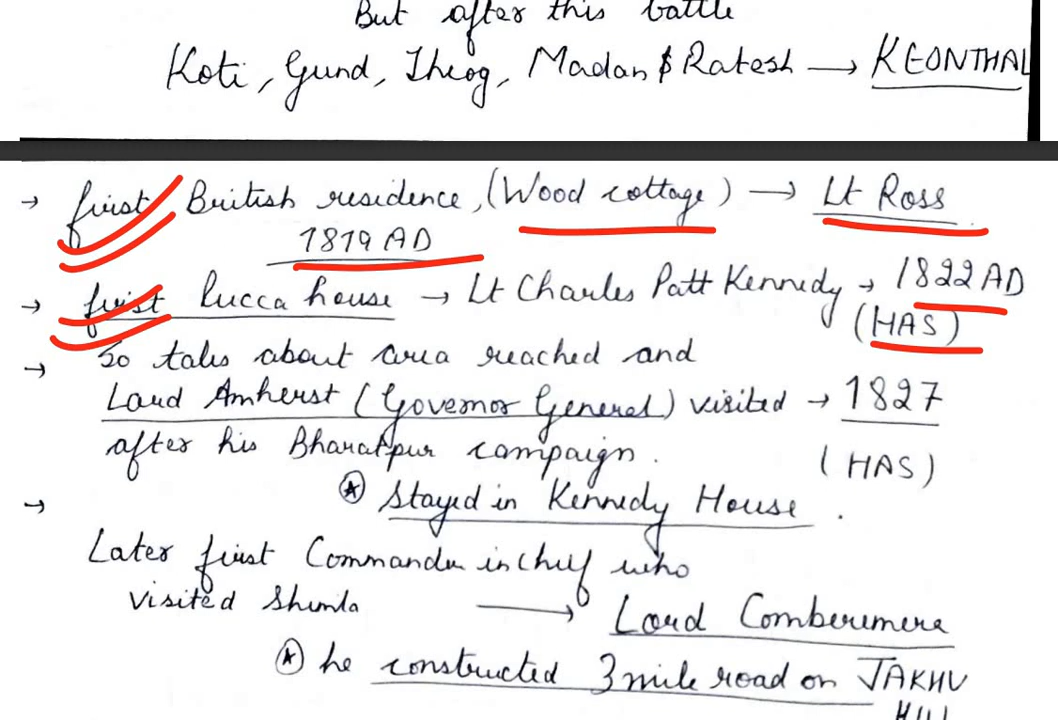 But after this battle
Koti, Gund, Theog, Madan & Ratesh → KEONTHAL
→ first British residence, (Wood cottage) → Lt Ross
1819 AD
→ first Pucca house → Lt Charles Patt Kennedy → 1822 AD
(HAS)
→ So tales about area reached and
Lord Amherst (Governor General) visited → 1827
after his Bharatpur campaign. (HAS)
→ ⍟ Stayed in Kennedy House.
Later first Commander in chief who
visited Shimla → Lord Comberemere
⍟ he constructed 3 mile road on JAKHU
HILL